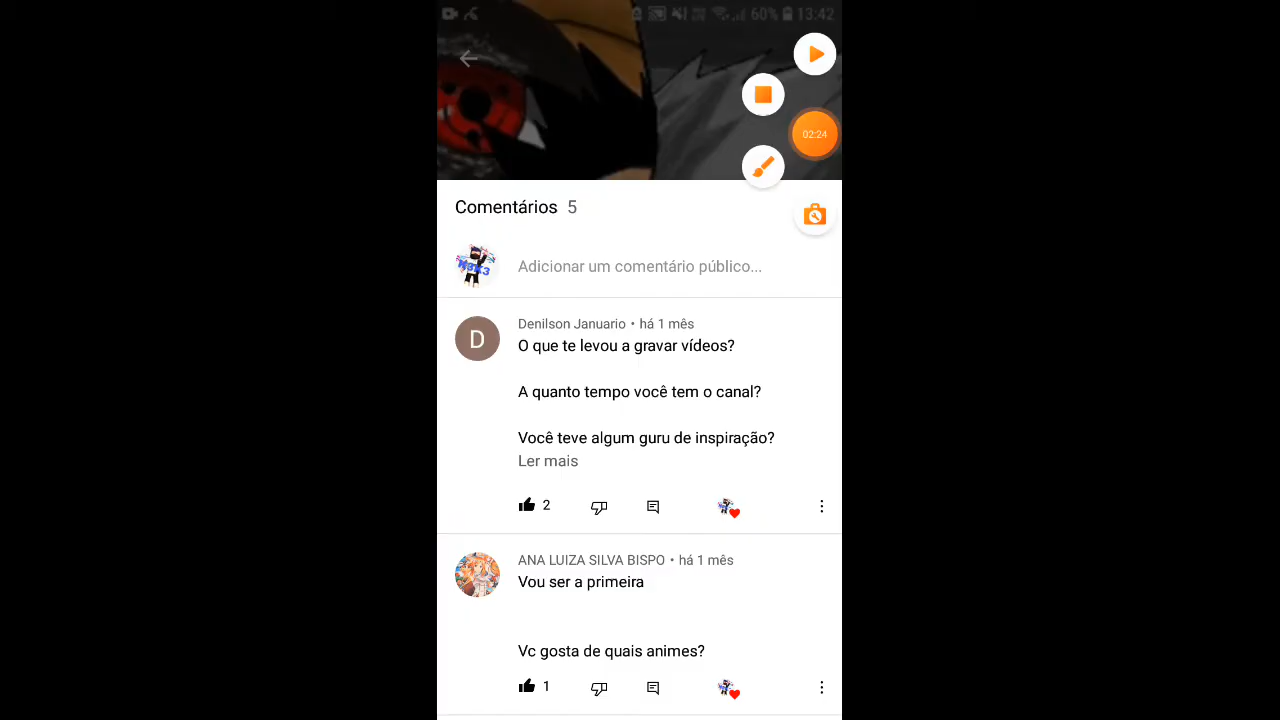 60% 13:42
02:24
Comentários 5
Adicionar um comentário público...
Denilson Januario • há 1 mês
O que te levou a gravar vídeos?
A quanto tempo você tem o canal?
Você teve algum guru de inspiração?
Ler mais
2
ANA LUIZA SILVA BISPO • há 1 mês
Vou ser a primeira
Vc gosta de quais animes?
1